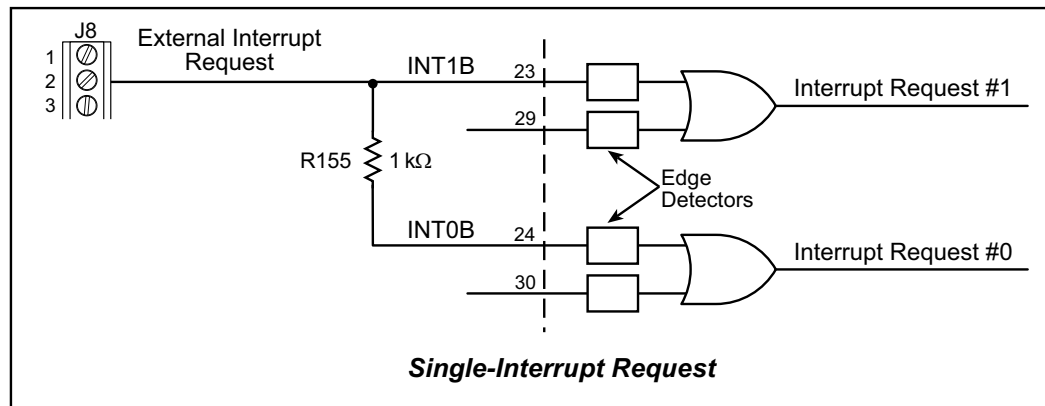 J8
1
2
3
External Interrupt
Request
INT1B
23
Interrupt Request #1
29
R155
1 kΩ
Edge
Detectors
INT0B
24
Interrupt Request #0
30
Single-Interrupt Request